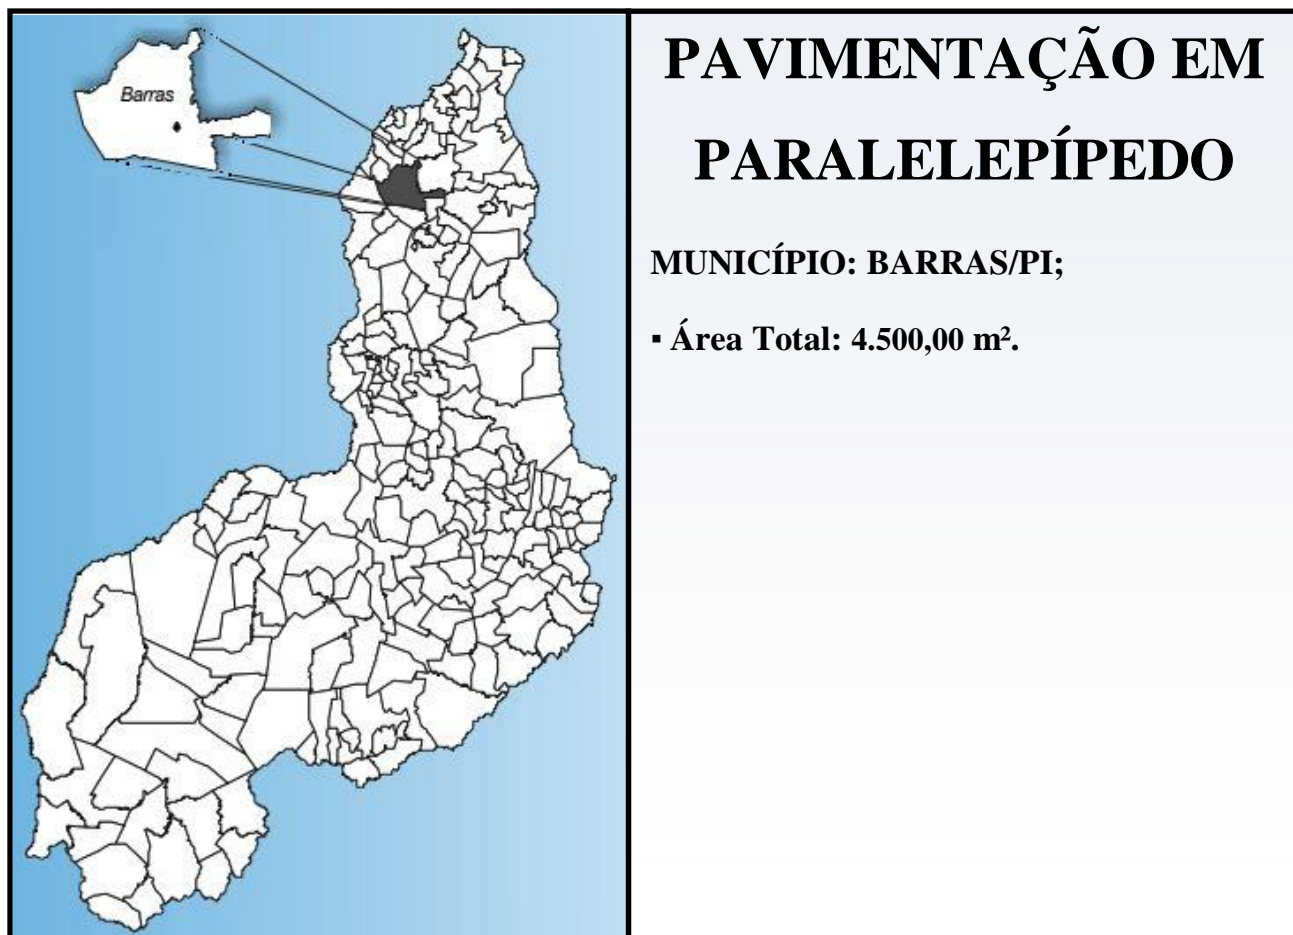 Barras
PAVIMENTAÇÃO EM
PARALELEPÍPEDO
MUNICÍPIO: BARRAS/PI;
▪ Área Total: 4.500,00 m².